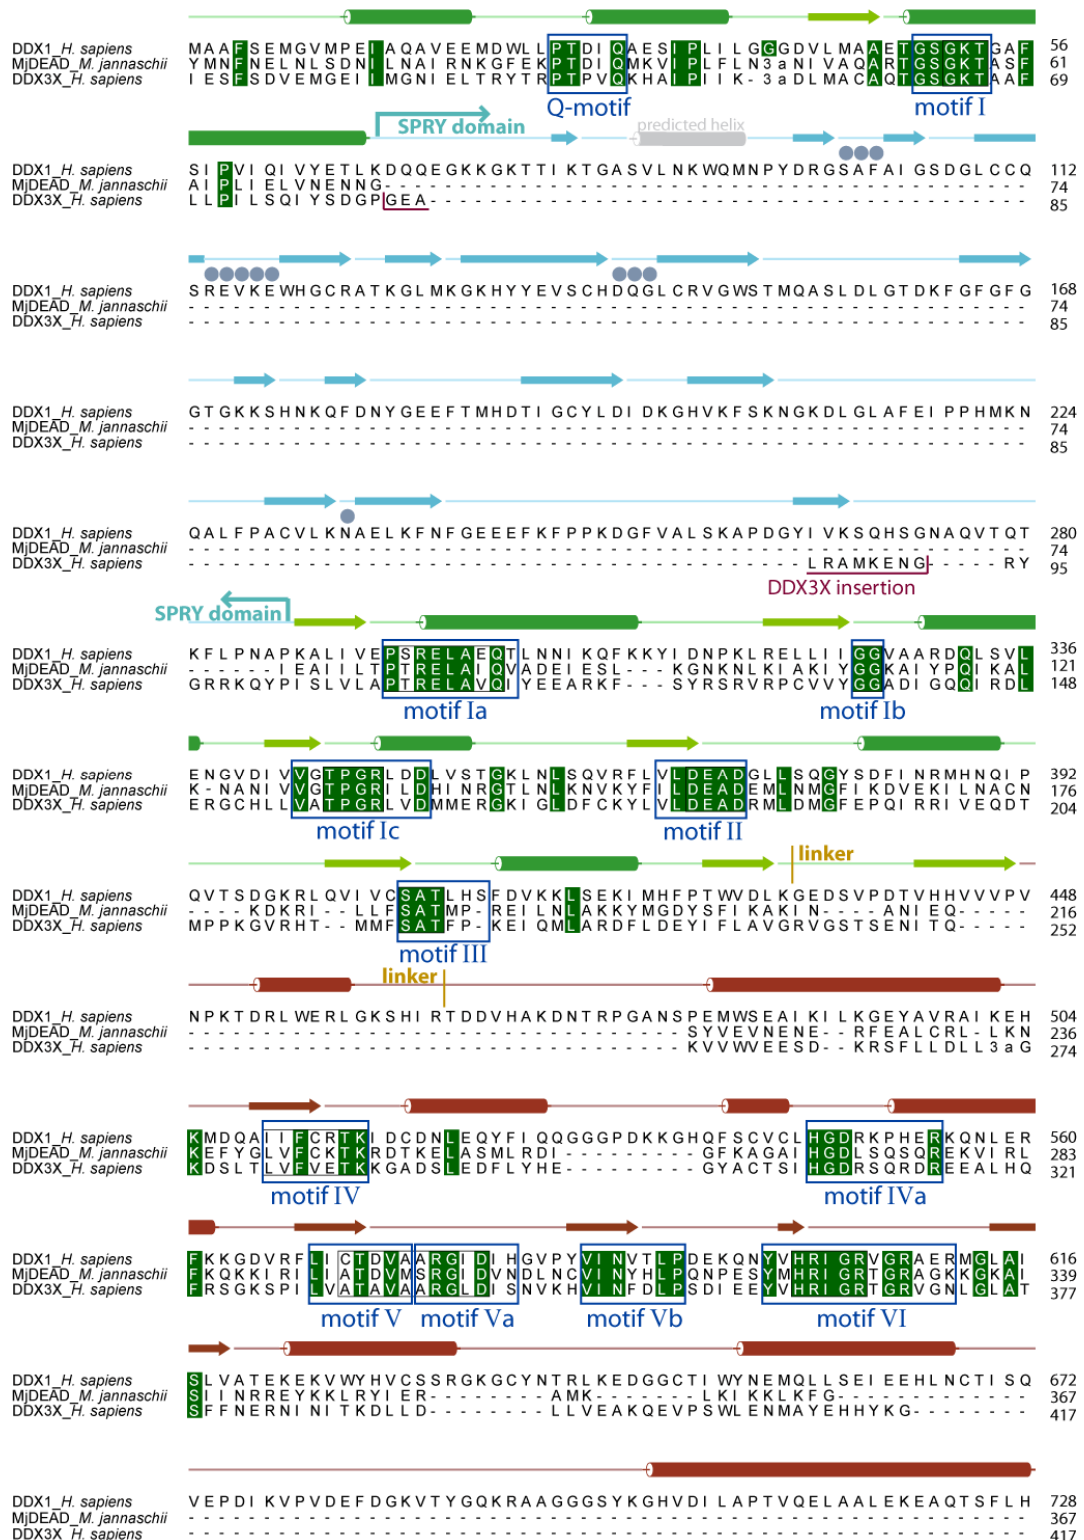 DDX1_H. sapiens MAAFSEMGVMPEIAQAVEEMDWLLPTDIQAESIPLILGGGDVLMAAETGSGKTGAF 56
MjDEAD_M. jannaschii YMNFNELNLSDNILNAIRNKGFEKPTDIQMKVIPLFLN3aNIVAQARTGSGKTASF 61
DDX3X_H. sapiens IESFSDVEMGEIIMGNIELTRYTRPTPVQKHAIPIIK-3aDLMACAQTGSGKTAAF 69
Q-motif motif I
SPRY domain predicted helix
DDX1_H. sapiens SIPVIQIVYETLKDQQEGKKGKTTIKTGASVLNKWQMNPYDRGSAFAIGSDGLCCQ 112
MjDEAD_M. jannaschii AIPLIELVNENNG------------------------------------------- 74
DDX3X_H. sapiens LLPILSQIYSDGPGEA---------------------------------------- 85
DDX1_H. sapiens SREVKEWHGCRATKGLMKGKHYYEVSCHDQGLCRVGWSTMQASLDLGTDKFGFGFG 168
MjDEAD_M. jannaschii -------------------------------------------------------- 74
DDX3X_H. sapiens -------------------------------------------------------- 85
DDX1_H. sapiens GTGKKSHNKQFDNYGEEFTMHDTIGCYLDIDKGHVKFSKNGKDLGLAFEIPPHMKN 224
MjDEAD_M. jannaschii -------------------------------------------------------- 74
DDX3X_H. sapiens -------------------------------------------------------- 85
DDX1_H. sapiens QALFPACVLKNAELKFNFGEEEFKFPPKDGFVALSKAPDGYIVKSQHSGNAQVTQT 280
MjDEAD_M. jannaschii -------------------------------------------------------- 74
DDX3X_H. sapiens -----------------------------------------LRAMKENG-----RY 95
DDX3X insertion
SPRY domain
DDX1_H. sapiens KFLPNAPKALIVEPSRELAEQTLNNIKQFKKYIDNPKLRELLIIGGVAARDQLSVL 336
MjDEAD_M. jannaschii ------IEAIILTPTRELAIQVADEIESL---KGNKNLKIAKIYGGKAIYPQIKAL 121
DDX3X_H. sapiens GRRKQYPISLVLAPTRELAVQIYEEARKF---SYRSRVRPCVVYGGADIGQQIRDL 148
motif Ia motif Ib
DDX1_H. sapiens ENGVDIVVGTPGRLDDLVSTGKLNLSQVRFLVLDEADGLLSQGYSDFINRMHNQIP 392
MjDEAD_M. jannaschii K-NANIVVGTPGRILDHINRGTLNLKNVKYFILDEADEMLNMGFIKDVEKILNACN 176
DDX3X_H. sapiens ERGCHLLVATPGRLVDMMERGKIGLDFCKYLVLDEADRMLDMGFEPQIRRIVEQDT 204
motif Ic motif II
linker
DDX1_H. sapiens QVTSDGKRLQVIVCSATLHSFDVKKLSEKIMHFPTWVDLKGEDSVPDTVHHVVVPV 448
MjDEAD_M. jannaschii ----KDKRI--LLFSATMP-REILNLAKKYMGDYSFIKAKIN----ANIEQ----- 216
DDX3X_H. sapiens MPPKGVRHT--MMFSATFP-KEIQMLARDFLDEYIFLAVGRVGSTSENITQ----- 252
motif III
linker
DDX1_H. sapiens NPKTDRLWERLGKSHIRTDDVHAKDNTRPGANSPEMWSEAIKILKGEYAVRAIKEH 504
MjDEAD_M. jannaschii ---------------------------------SYVEVNENE--RFEALCRL-LKN 236
DDX3X_H. sapiens ---------------------------------KVVWVEESD--KRSFLLDLL3aG 274
DDX1_H. sapiens KMDQAIIFCRTKIDCDNLEQYFIQQGGGPDKKGHQFSCVCLHGDRKPHERKQNLER 560
MjDEAD_M. jannaschii KEFYGLVFCKTKRDTKELASMLRDI---------GFKAGAIHGDLSQSQREKVIRL 283
DDX3X_H. sapiens KDSLTLVFVETKKGADSLEDFLYHE---------GYACTSIHGDRSQRDREEALHQ 321
motif IV motif IVa
DDX1_H. sapiens FKKGDVRFLICTDVAARGIDIHGVPYVINVTLPDEKQNYVHRIGRVGRAERMGLAI 616
MjDEAD_M. jannaschii FKQKKIRILIATDVMSRGIDVNDLNCVINYHLPQNPESYMHRIGRTGRAGKKGKAI 339
DDX3X_H. sapiens FRSGKSPILVATAVAARGLDISNVKHVINFDLPSDIEEYVHRIGRTGRVGNLGLAT 377
motif V motif Va motif Vb motif VI
DDX1_H. sapiens SLVATEKEKVWYHVCSSRGKGCYNTRLKEDGGCTIWYNEMQLLSEIEEHLNCTISQ 672
MjDEAD_M. jannaschii SIINRREYKKLRYIER--------AMK-------LKIKKLKFG------------- 367
DDX3X_H. sapiens SFFNERNINITKDLLD--------LLVEAKQEVPSWLENMAYEHHYKG-------- 417
DDX1_H. sapiens VEPDIKVPVDEFDGKVTYGQKRAAGGGSYKGHVDILAPTVQELAALEKEAQTSFLH 728
MjDEAD_M. jannaschii -------------------------------------------------------- 367
DDX3X_H. sapiens -------------------------------------------------------- 417